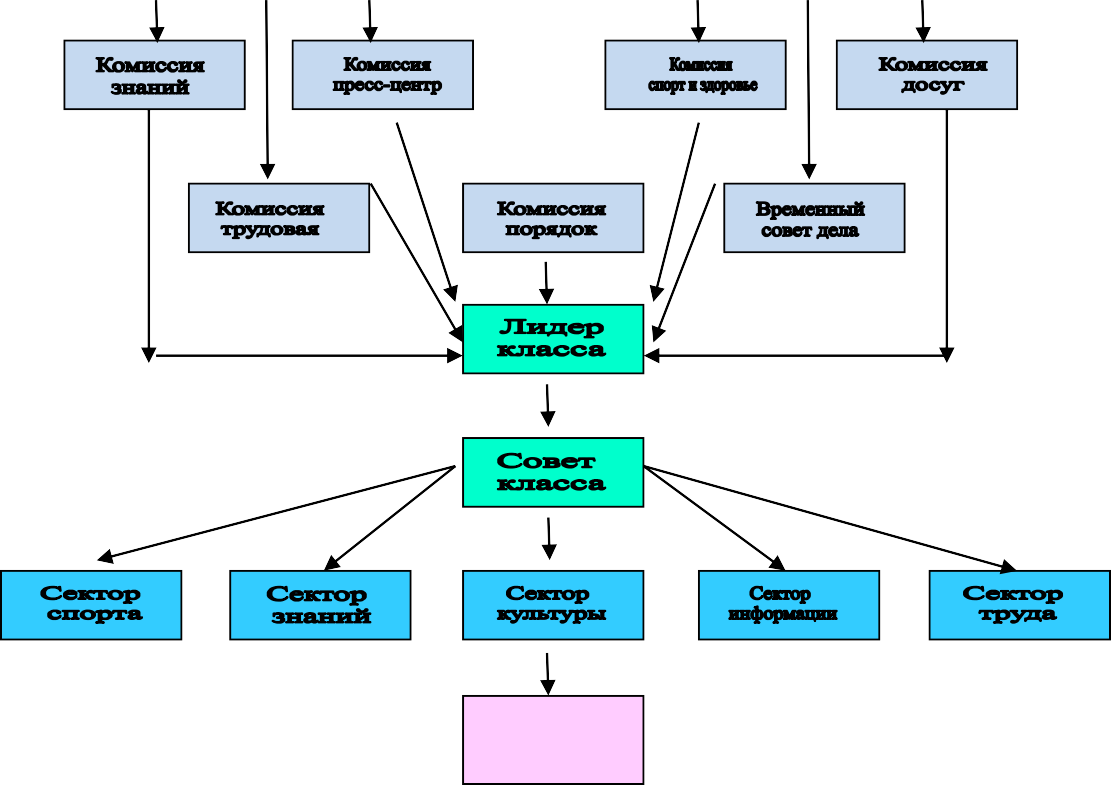 Комиссия
знаний
Комиссия
пресс-центр
Комиссия
спорт и здоровье
Комиссия
досуг
Комиссия
трудовая
Комиссия
порядок
Временный
совет дела
Лидер
класса
Совет
класса
Сектор
спорта
Сектор
знаний
Сектор
культуры
Сектор
информации
Сектор
труда